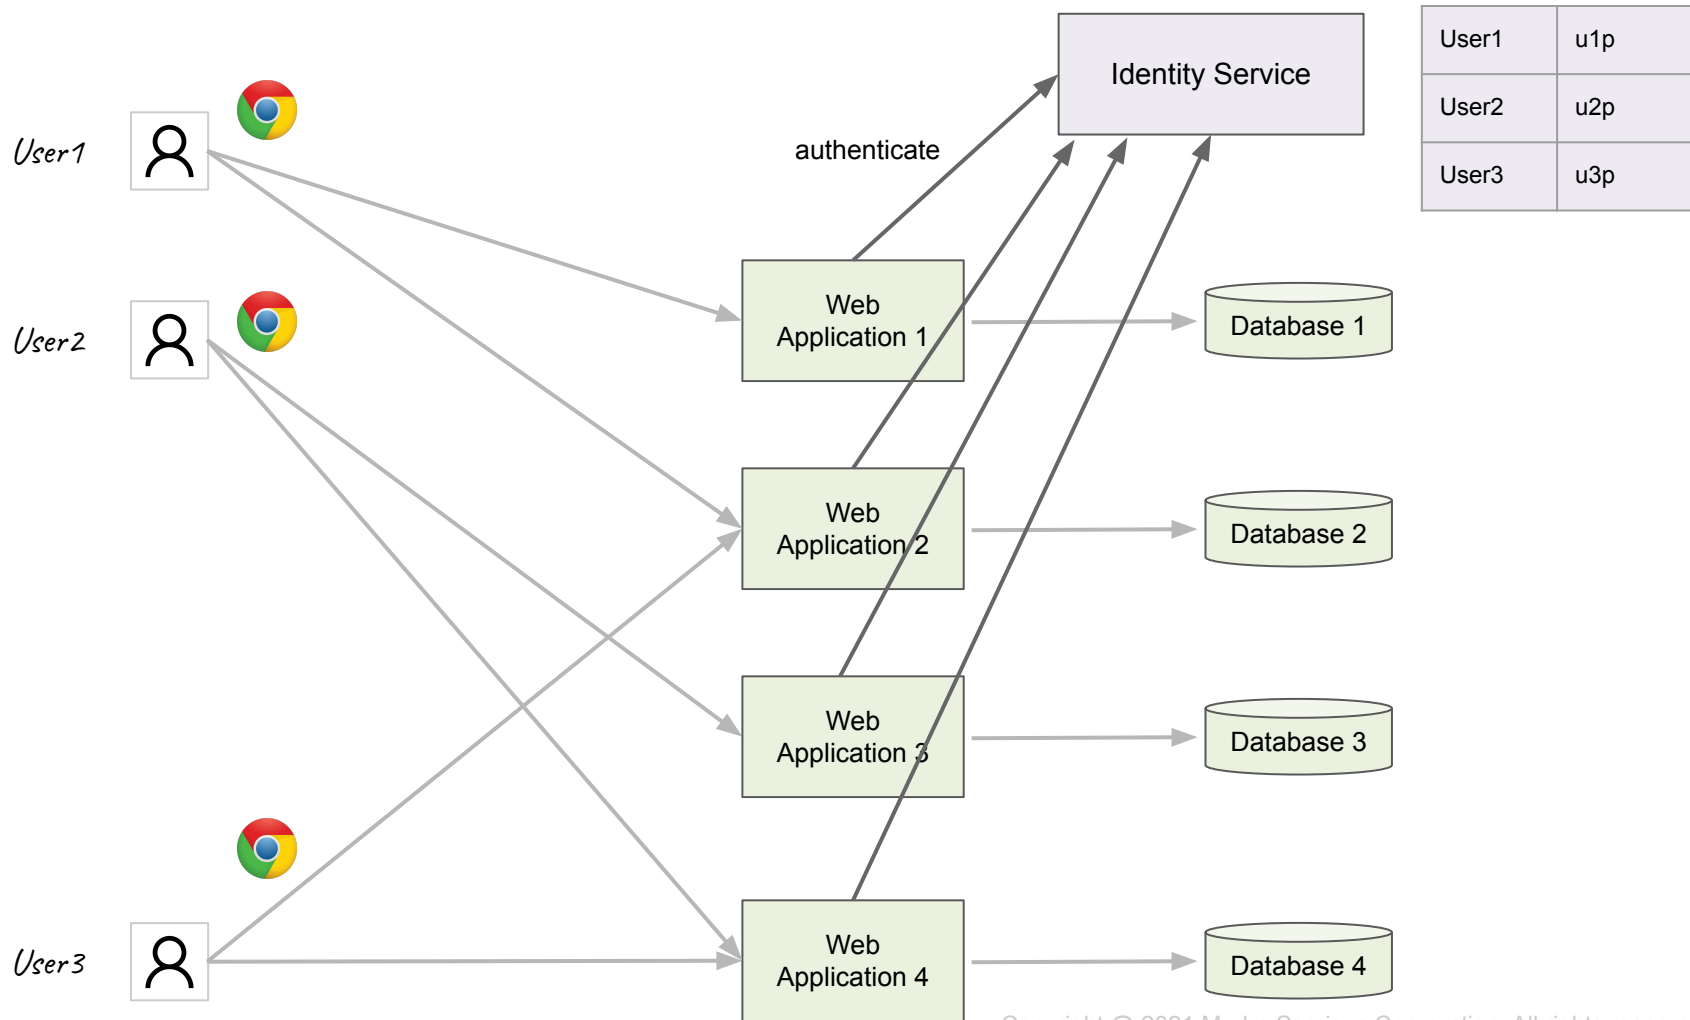 Identity Service
User1 u1p
User2 u2p
User3 u3p
User1
authenticate
User2
Web
Application 1
Database 1
Web
Application 2
Database 2
Web
Application 3
Database 3
User3
Web
Application 4
Database 4